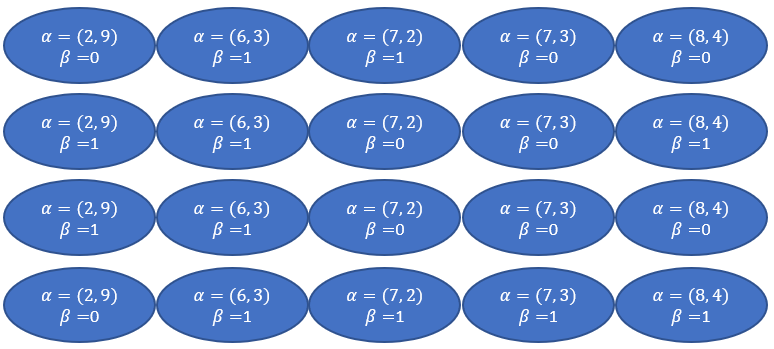 α = (2, 9) α = (6, 3) α = (7, 2) α = (7, 3) α = (8, 4)
β =0 β =1 β =1 β =0 β =0
α = (2, 9) α = (6, 3) α = (7, 2) α = (7, 3) α = (8, 4)
β =1 β =1 β =0 β =0 β =1
α = (2, 9) α = (6, 3) α = (7, 2) α = (7, 3) α = (8, 4)
β =1 β =1 β =0 β =0 β =0
α = (2, 9) α = (6, 3) α = (7, 2) α = (7, 3) α = (8, 4)
β =0 β =1 β =1 β =1 β =1